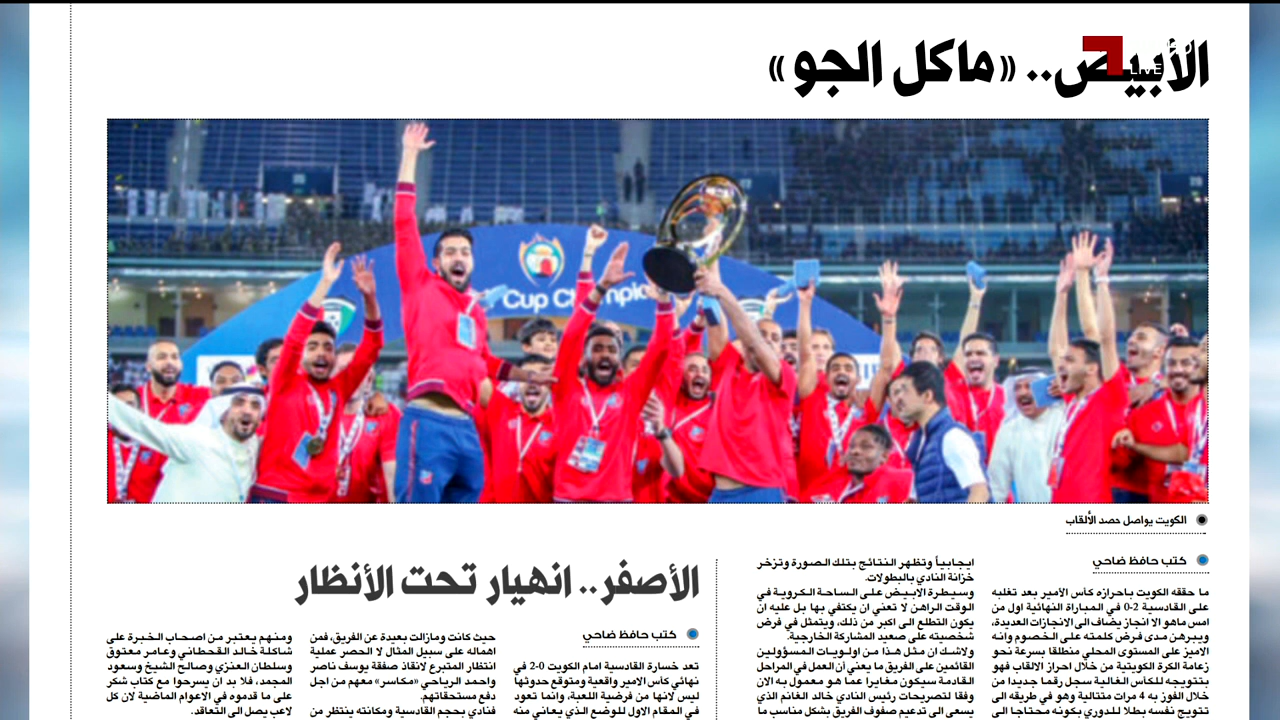 الأبيض.. «ماكل الجو»
LIVE
Cup Champions
الكويت يواصل حصد الألقاب
كتب حافظ ضاحي
ما حققه الكويت باحرازه كأس الأمير بعد تغلبه
على القادسية 2-0 في المباراة النهائية اول من
امس ماهو الا انجاز يضاف الى الانجازات العديدة،
ويبرهن مدى فرض كلمته على الخصوم وانه
الاميز على المستوى المحلي منطلقا بسرعة نحو
زعامة الكرة الكويتية من خلال احراز الالقاب فهو
بتتويجه للكأس الغالية سجل رقما جديدا من
خلال الفوز به 4 مرات متتالية وهو في طريقه الى
تتويج نفسه بطلا للدوري بكونه محتاجا الى
ايجابياً وتظهر النتائج بتلك الصورة وتزخر
خزانة النادي بالبطولات.
وسيطرة الابيض على الساحة الكروية في
الوقت الراهن لا تعني ان يكتفي بها بل عليه ان
يكون التطلع الى اكبر من ذلك، ويتمثل في فرض
شخصيته على صعيد المشاركة الخارجية.
ولاشك ان مثل هذا من اولويات المسؤولين
القائمين على الفريق ما يعني ان العمل في المراحل
القادمة سيكون مغايرا عما هو معمول به الان
وفقا لتصريحات رئيس النادي خالد الغانم الذي
يسعى الى تدعيم صفوف الفريق بشكل مناسب ما
الأصفر.. انهيار تحت الأنظار
كتب حافظ ضاحي
تعد خسارة القادسية امام الكويت 0-2 في
نهائي كأس الامير واقعية ومتوقع حدوثها
ليس لانها من فرضية اللعبة، وانما تعود
في المقام الاول للوضع الذي يعاني منه
حيث كانت ومازالت بعيدة عن الفريق، فمن
اهماله على سبيل المثال لا الحصر عملية
انتظار المتبرع لانقاذ صفقة يوسف ناصر
واحمد الرياحي «مكاسر» معهم من اجل
دفع مستحقاتهم.
فنادي بحجم القادسية ومكانته ينتظر من
ومنهم يعتبر من اصحاب الخبرة على
شاكلة خالد القحطاني وعامر معتوق
وسلطان العنزي وصالح الشيخ وسعود
المجمد، فلا بد ان يسرحوا مع كتاب شكر
على ما قدموه في الاعوام الماضية لان كل
لاعب يصل الى التعاقد.